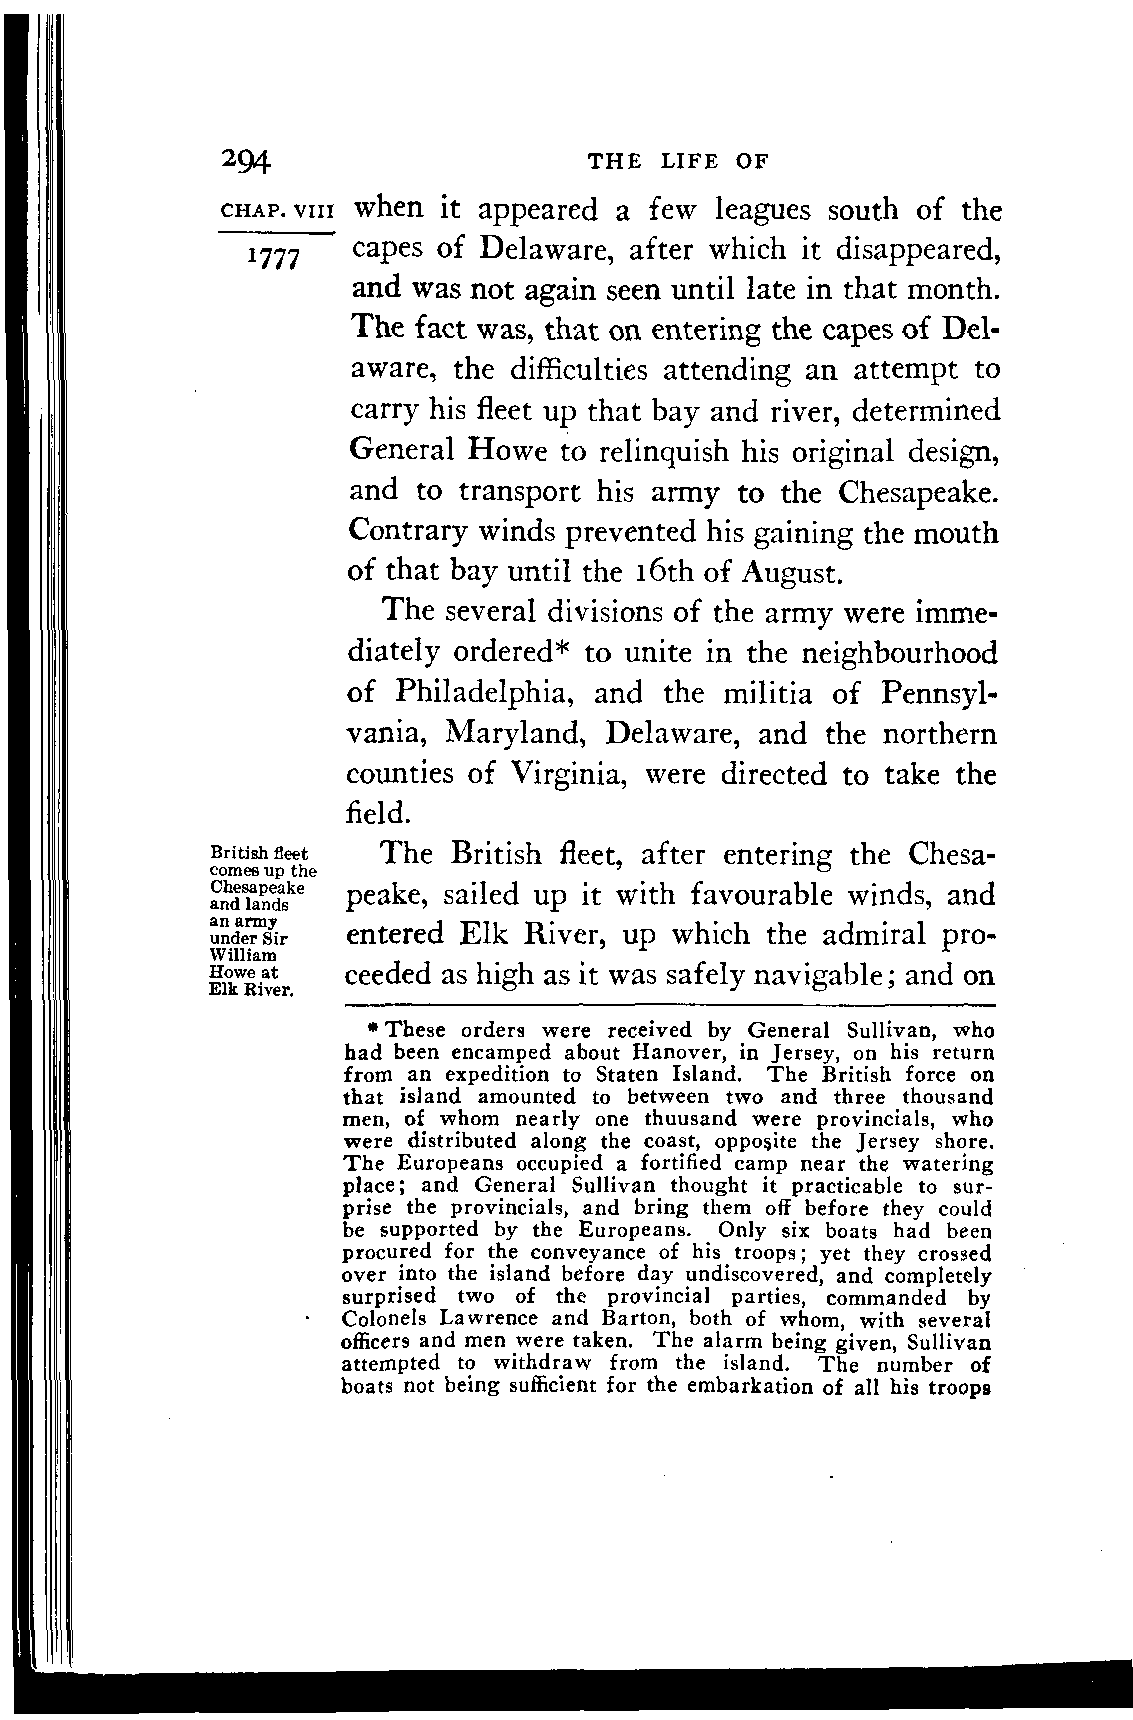 294
THE LIFE OF
CHAP. VIII
1777
when it appeared a few leagues south of the
capes of Delaware, after which it disappeared,
and was not again seen until late in that month.
The fact was, that on entering the capes of Del-
aware, the difficulties attending an attempt to
carry his fleet up that bay and river, determined
General Howe to relinquish his original design,
and to transport his army to the Chesapeake.
Contrary winds prevented his gaining the mouth
of that bay until the 16th of August.
The several divisions of the army were imme-
diately ordered* to unite in the neighbourhood
of Philadelphia, and the militia of Pennsyl-
vania, Maryland, Delaware, and the northern
counties of Virginia, were directed to take the
field.
British fleet
comes up the
Chesapeake
and lands
an army
under Sir
William
Howe at
Elk River.
The British fleet, after entering the Chesa-
peake, sailed up it with favourable winds, and
entered Elk River, up which the admiral pro-
ceeded as high as it was safely navigable; and on
* These orders were received by General Sullivan, who
had been encamped about Hanover, in Jersey, on his return
from an expedition to Staten Island. The British force on
that island amounted to between two and three thousand
men, of whom nearly one thuusand were provincials, who
were distributed along the coast, opposite the Jersey shore.
The Europeans occupied a fortified camp near the watering
place; and General Sullivan thought it practicable to sur-
prise the provincials, and bring them off before they could
be supported by the Europeans. Only six boats had been
procured for the conveyance of his troops; yet they crossed
over into the island before day undiscovered, and completely
surprised two of the provincial parties, commanded by
Colonels Lawrence and Barton, both of whom, with several
officers and men were taken. The alarm being given, Sullivan
attempted to withdraw from the island. The number of
boats not being sufficient for the embarkation of all his troops